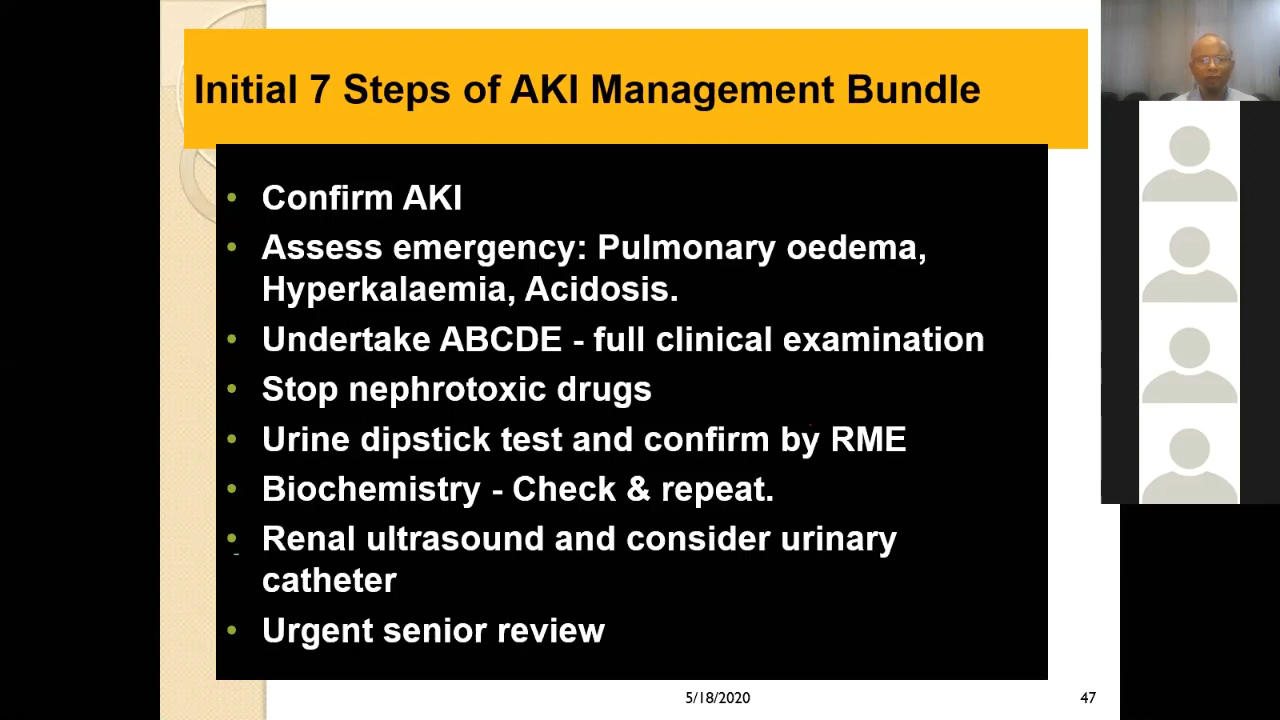 Initial 7 Steps of AKI Management Bundle
• Confirm AKI
• Assess emergency: Pulmonary oedema,
Hyperkalaemia, Acidosis.
• Undertake ABCDE - full clinical examination
• Stop nephrotoxic drugs
• Urine dipstick test and confirm by RME
• Biochemistry - Check & repeat.
• Renal ultrasound and consider urinary
catheter
• Urgent senior review
5/18/2020
47